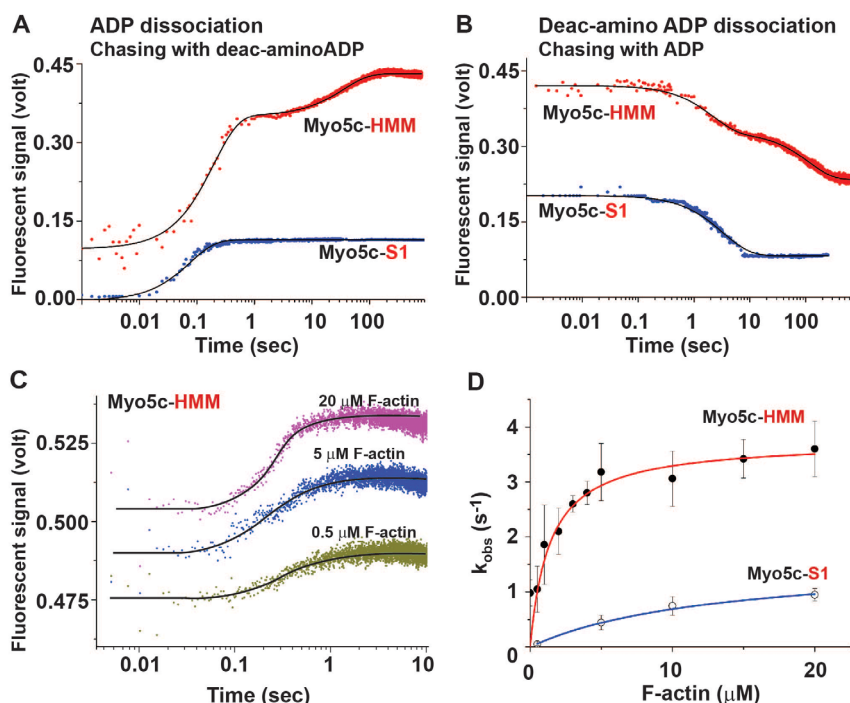 A
ADP dissociation
Chasing with deac-aminoADP
Fluorescent signal (volt)
0.45
0.30
0.15
0.00
Myo5c-HMM
Myo5c-S1
0.01 0.1 1 10 100
Time (sec)
B
Deac-amino ADP dissociation
Chasing with ADP
Fluorescent signal (volt)
0.45
0.30
0.15
0.00
Myo5c-HMM
Myo5c-S1
0.01 0.1 1 10 100
Time (sec)
C
Myo5c-HMM
Fluorescent signal (volt)
0.525
0.500
0.475
20 μM F-actin
5 μM F-actin
0.5 μM F-actin
0.01 0.1 1 10
Time (sec)
D
kobs (s-1)
4
3
2
1
0
Myo5c-HMM
Myo5c-S1
0 10 20
F-actin (μM)